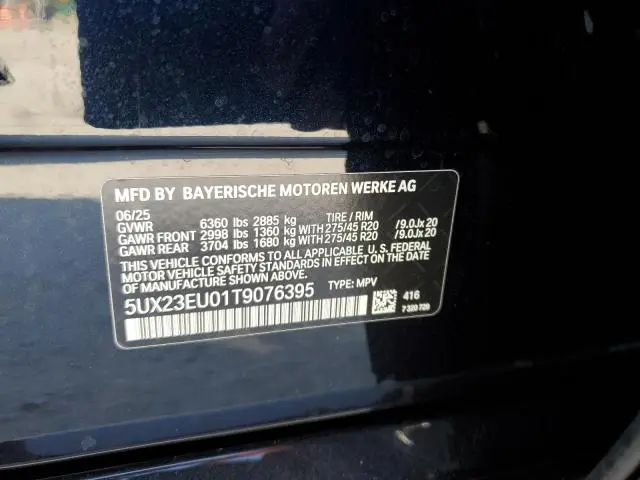 MFD BY BAYERISCHE MOTOREN WERKE AG
06/25 TIRE / RIM
GVWR 6360 lbs 2885 kg
GAWR FRONT 2998 lbs 1360 kg WITH 275/45 R20 / 9.0Jx 20
GAWR REAR 3704 lbs 1680 kg WITH 275/45 R20 / 9.0Jx 20
THIS VEHICLE CONFORMS TO ALL APPLICABLE U. S. FEDERAL
MOTOR VEHICLE SAFETY STANDARDS IN EFFECT ON THE DATE
OF MANUFACTURE SHOWN ABOVE.
5UX23EU01T9076395 TYPE: MPV
416
7 320 729